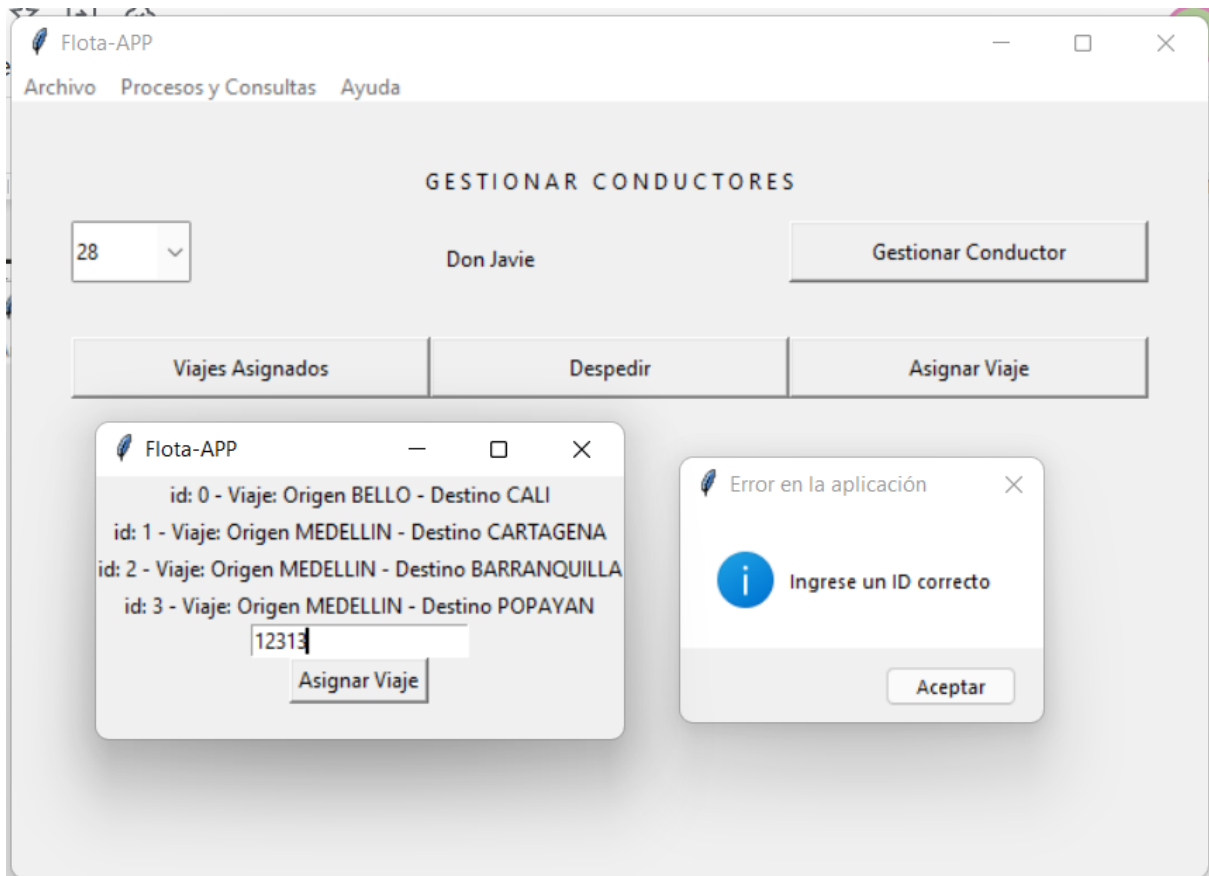 Flota-APP
Archivo Procesos y Consultas Ayuda
GESTIONAR CONDUCTORES
28
Don Javie
Gestionar Conductor
Viajes Asignados
Despedir
Asignar Viaje
Flota-APP
id: 0 - Viaje: Origen BELLO - Destino CALI
id: 1 - Viaje: Origen MEDELLIN - Destino CARTAGENA
id: 2 - Viaje: Origen MEDELLIN - Destino BARRANQUILLA
id: 3 - Viaje: Origen MEDELLIN - Destino POPAYAN
12313
Asignar Viaje
Error en la aplicación
Ingrese un ID correcto
Aceptar